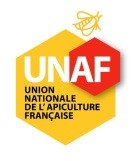 UNAF
UNION
NATIONALE
DE L'APICULTURE
FRANÇAISE